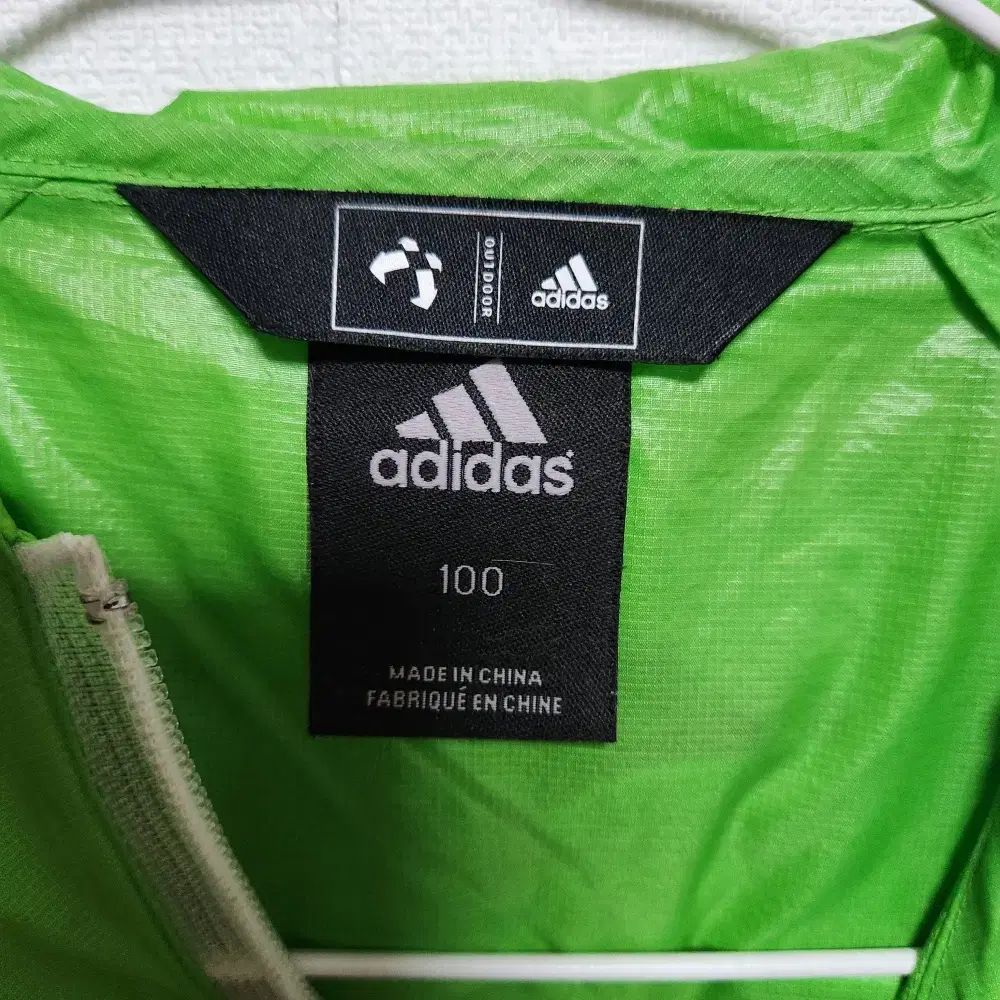 OUTDOOR
adidas
adidas
100
MADE IN CHINA
FABRIQUÉ EN CHINE